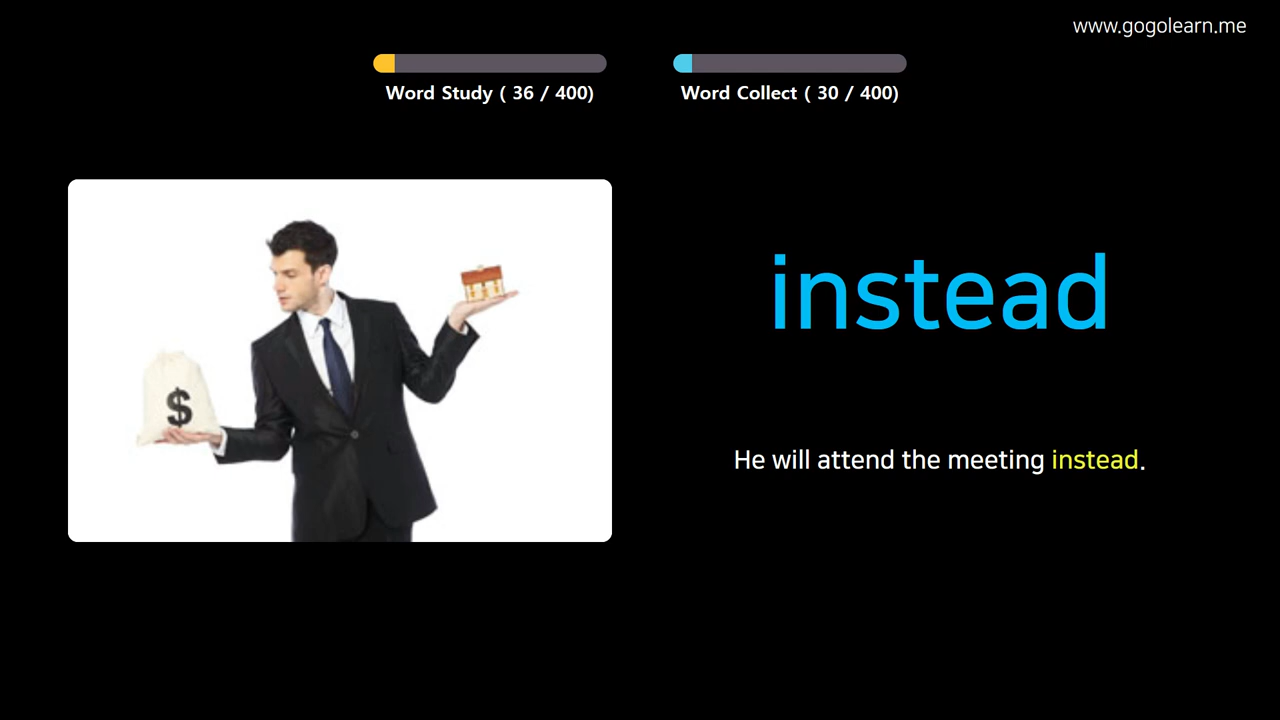 www.gogolearn.me
Word Study ( 36 / 400)
Word Collect ( 30 / 400)
$
instead
He will attend the meeting instead.